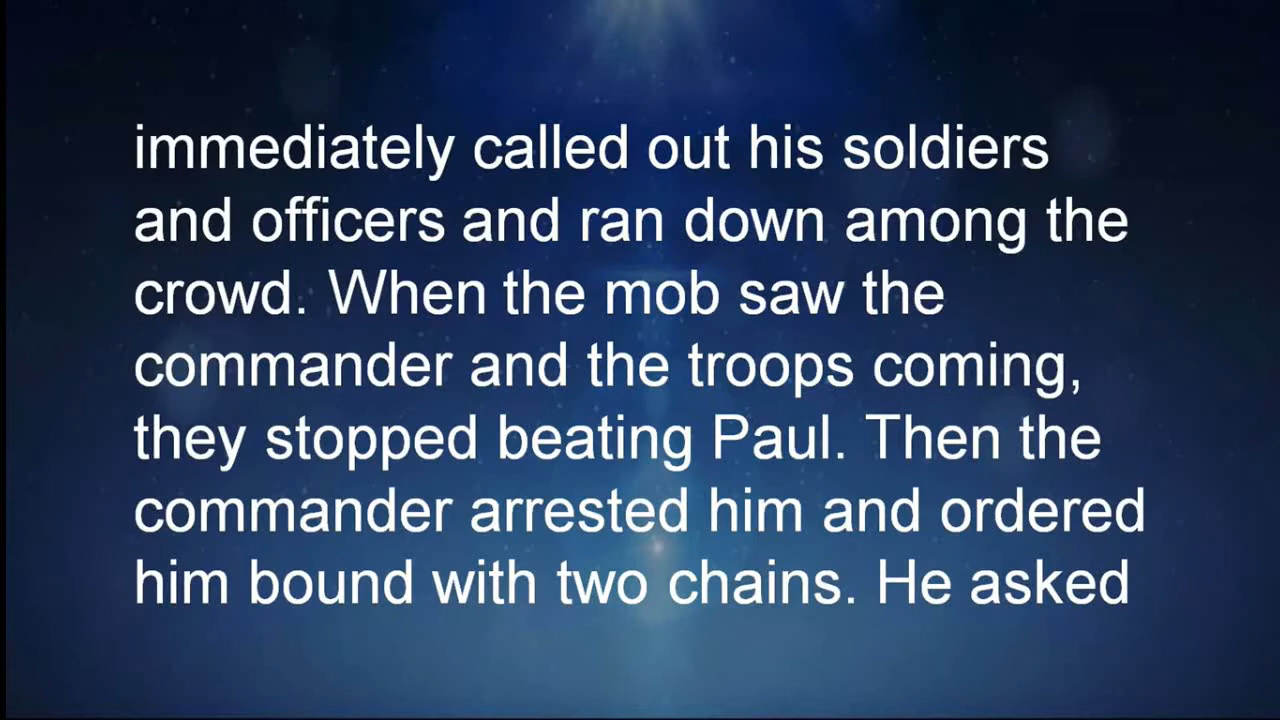 immediately called out his soldiers
and officers and ran down among the
crowd. When the mob saw the
commander and the troops coming,
they stopped beating Paul. Then the
commander arrested him and ordered
him bound with two chains. He asked